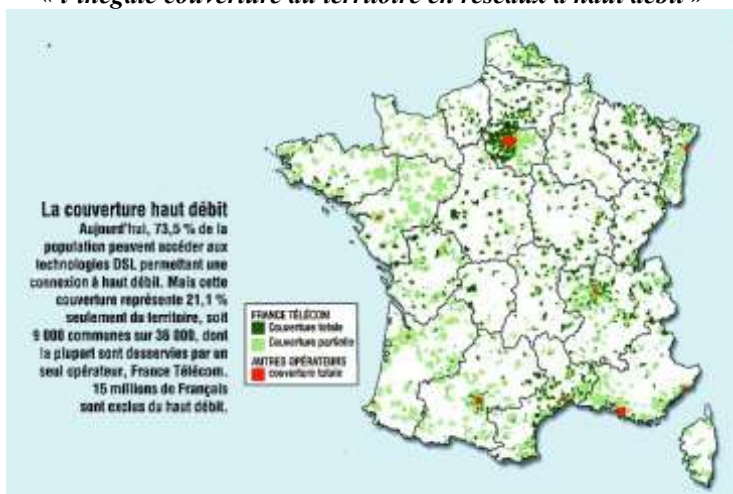 « l'inégale couverture du territoire en réseaux à haut débit »
La couverture haut débit
Aujourd'hui, 73,5 % de la
population peuvent accéder aux
technologies DSL permettant une
connexion à haut débit. Mais cette
couverture représente 21,1 %
seulement du territoire, soit
9 000 communes sur 36 000, dont
la plupart sont desservies par un
seul opérateur, France Télécom.
15 millions de Français
sont exclus du haut débit.
FRANCE TÉLÉCOM
Couverture totale
Couverture partielle
AUTRES OPÉRATEURS
couverture totale